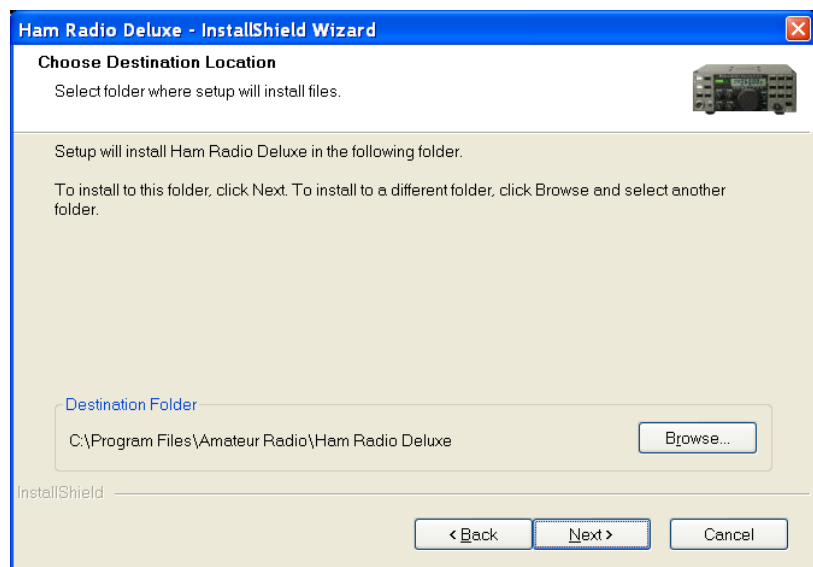 Ham Radio Deluxe - InstallShield Wizard
Choose Destination Location
Select folder where setup will install files.
Setup will install Ham Radio Deluxe in the following folder.
To install to this folder, click Next. To install to a different folder, click Browse and select another
folder.
Destination Folder
C:\Program Files\Amateur Radio\Ham Radio Deluxe
Browse...
InstallShield
< Back
Next >
Cancel